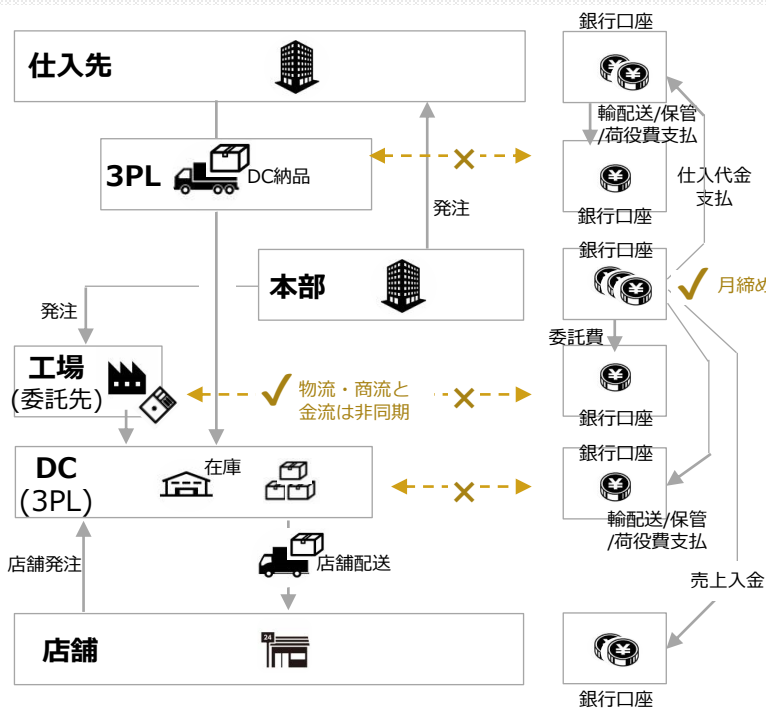 銀行口座
仕入先
輸配送/保管
/荷役費支払
3PL
DC納品
仕入代金
支払
発注
銀行口座
銀行口座
本部
月締め
発注
委託費
工場
(委託先)
物流・商流と
金流は非同期
銀行口座
銀行口座
DC
(3PL)
在庫
輸配送/保管
/荷役費支払
店舗発注
店舗配送
売上入金
店舗
24
銀行口座